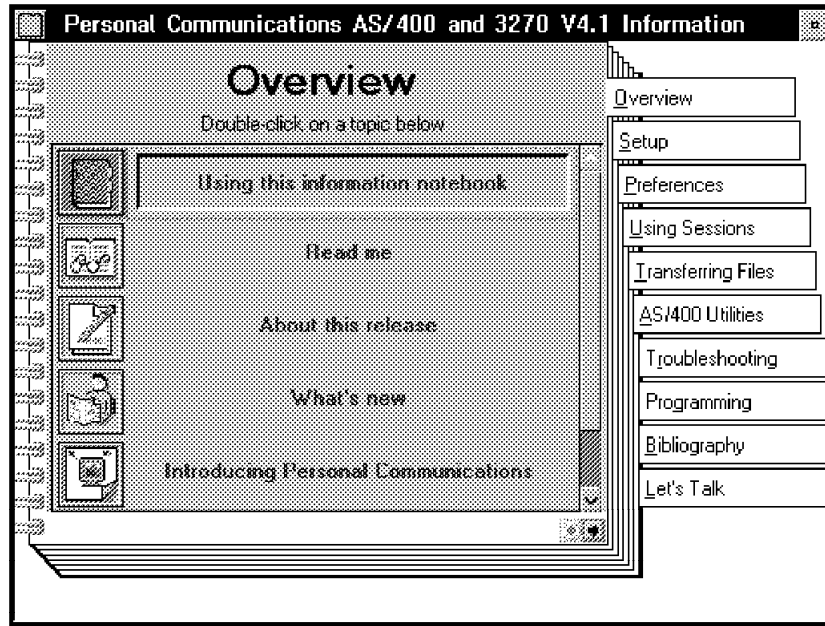 Personal Communications AS/400 and 3270 V4.1 Information
Overview
Double-click on a topic below
Using this information notebook
Read me
About this release
What's new
Introducing Personal Communications
Overview
Setup
Preferences
Using Sessions
Transferring Files
AS/400 Utilities
Troubleshooting
Programming
Bibliography
Let's Talk